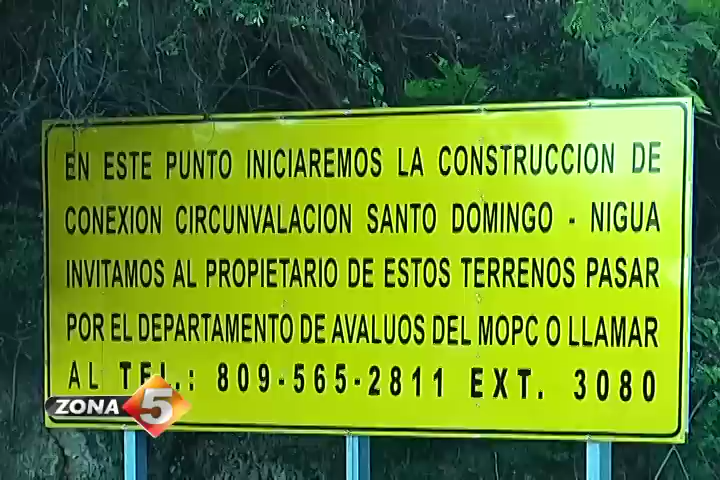 EN ESTE PUNTO INICIAREMOS LA CONSTRUCCION DE
CONEXION CIRCUNVALACION SANTO DOMINGO - NIGUA
INVITAMOS AL PROPIETARIO DE ESTOS TERRENOS PASAR
POR EL DEPARTAMENTO DE AVALUOS DEL MOPC O LLAMAR
AL TEL.: 809-565-2811 EXT. 3080
ZONA 5